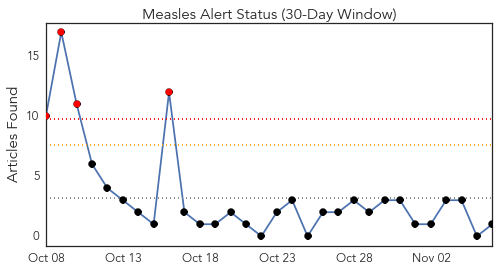 Measles Alert Status (30-Day Window)
Articles Found
15
10
5
0
Oct 08
Oct 13
Oct 18
Oct 23
Oct 28
Nov 02